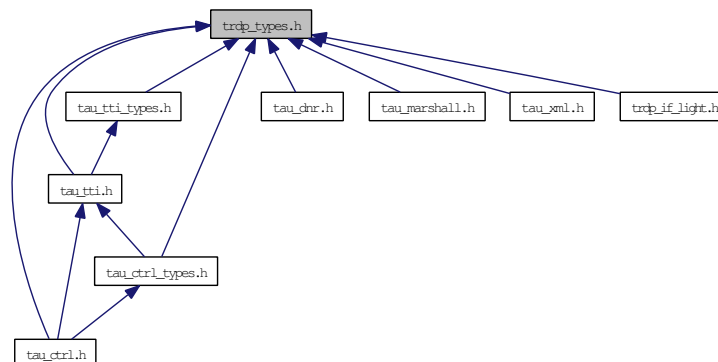 trdp_types.h
tau_tti_types.h
tau_dnr.h
tau_marshall.h
tau_xml.h
trdp_if_light.h
tau_tti.h
tau_ctrl_types.h
tau_ctrl.h